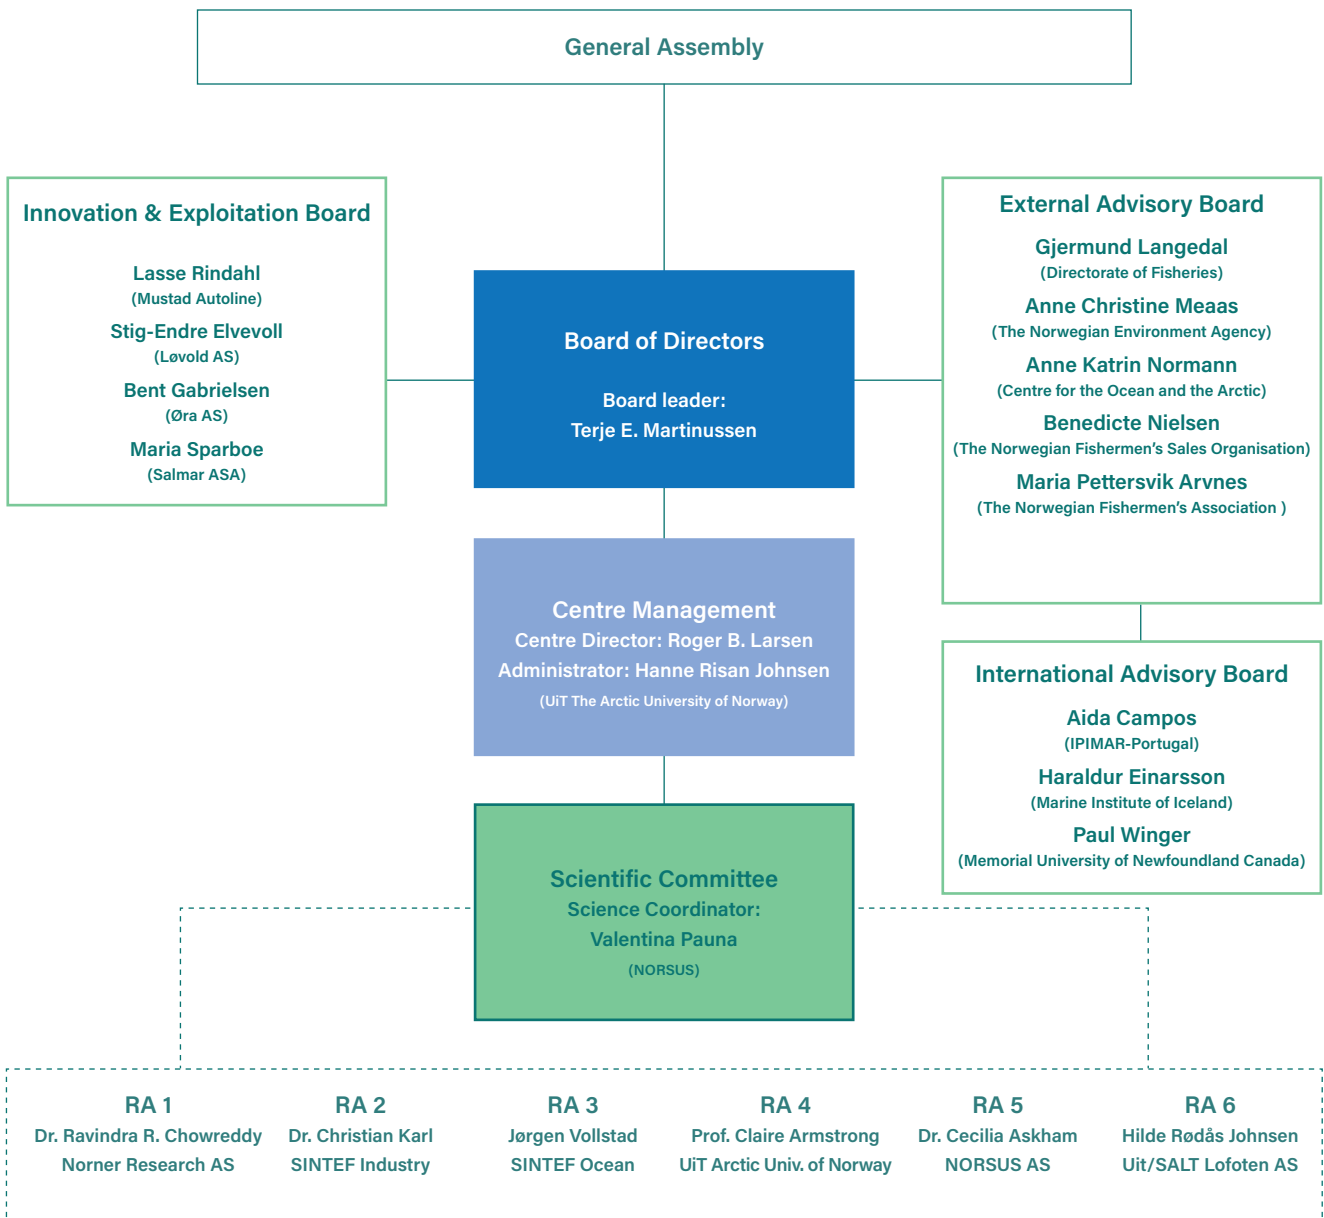 General Assembly
Innovation & Exploitation Board
Lasse Rindahl
(Mustad Autoline)
Stig-Endre Elvevoll
(Løvold AS)
Bent Gabrielsen
(Øra AS)
Maria Sparboe
(Salmar ASA)
Board of Directors
Board leader:
Terje E. Martinussen
External Advisory Board
Gjermund Langedal
(Directorate of Fisheries)
Anne Christine Meaas
(The Norwegian Environment Agency)
Anne Katrin Normann
(Centre for the Ocean and the Arctic)
Benedicte Nielsen
(The Norwegian Fishermen’s Sales Organisation)
Maria Pettersvik Arvnes
(The Norwegian Fishermen’s Association )
Centre Management
Centre Director: Roger B. Larsen
Administrator: Hanne Risan Johnsen
(UiT The Arctic University of Norway)
International Advisory Board
Aida Campos
(IPIMAR-Portugal)
Haraldur Einarsson
(Marine Institute of Iceland)
Paul Winger
(Memorial University of Newfoundland Canada)
Scientific Committee
Science Coordinator:
Valentina Pauna
(NORSUS)
RA 1
Dr. Ravindra R. Chowreddy
Norner Research AS
RA 2
Dr. Christian Karl
SINTEF Industry
RA 3
Jørgen Vollstad
SINTEF Ocean
RA 4
Prof. Claire Armstrong
UiT Arctic Univ. of Norway
RA 5
Dr. Cecilia Askham
NORSUS AS
RA 6
Hilde Rødås Johnsen
Uit/SALT Lofoten AS